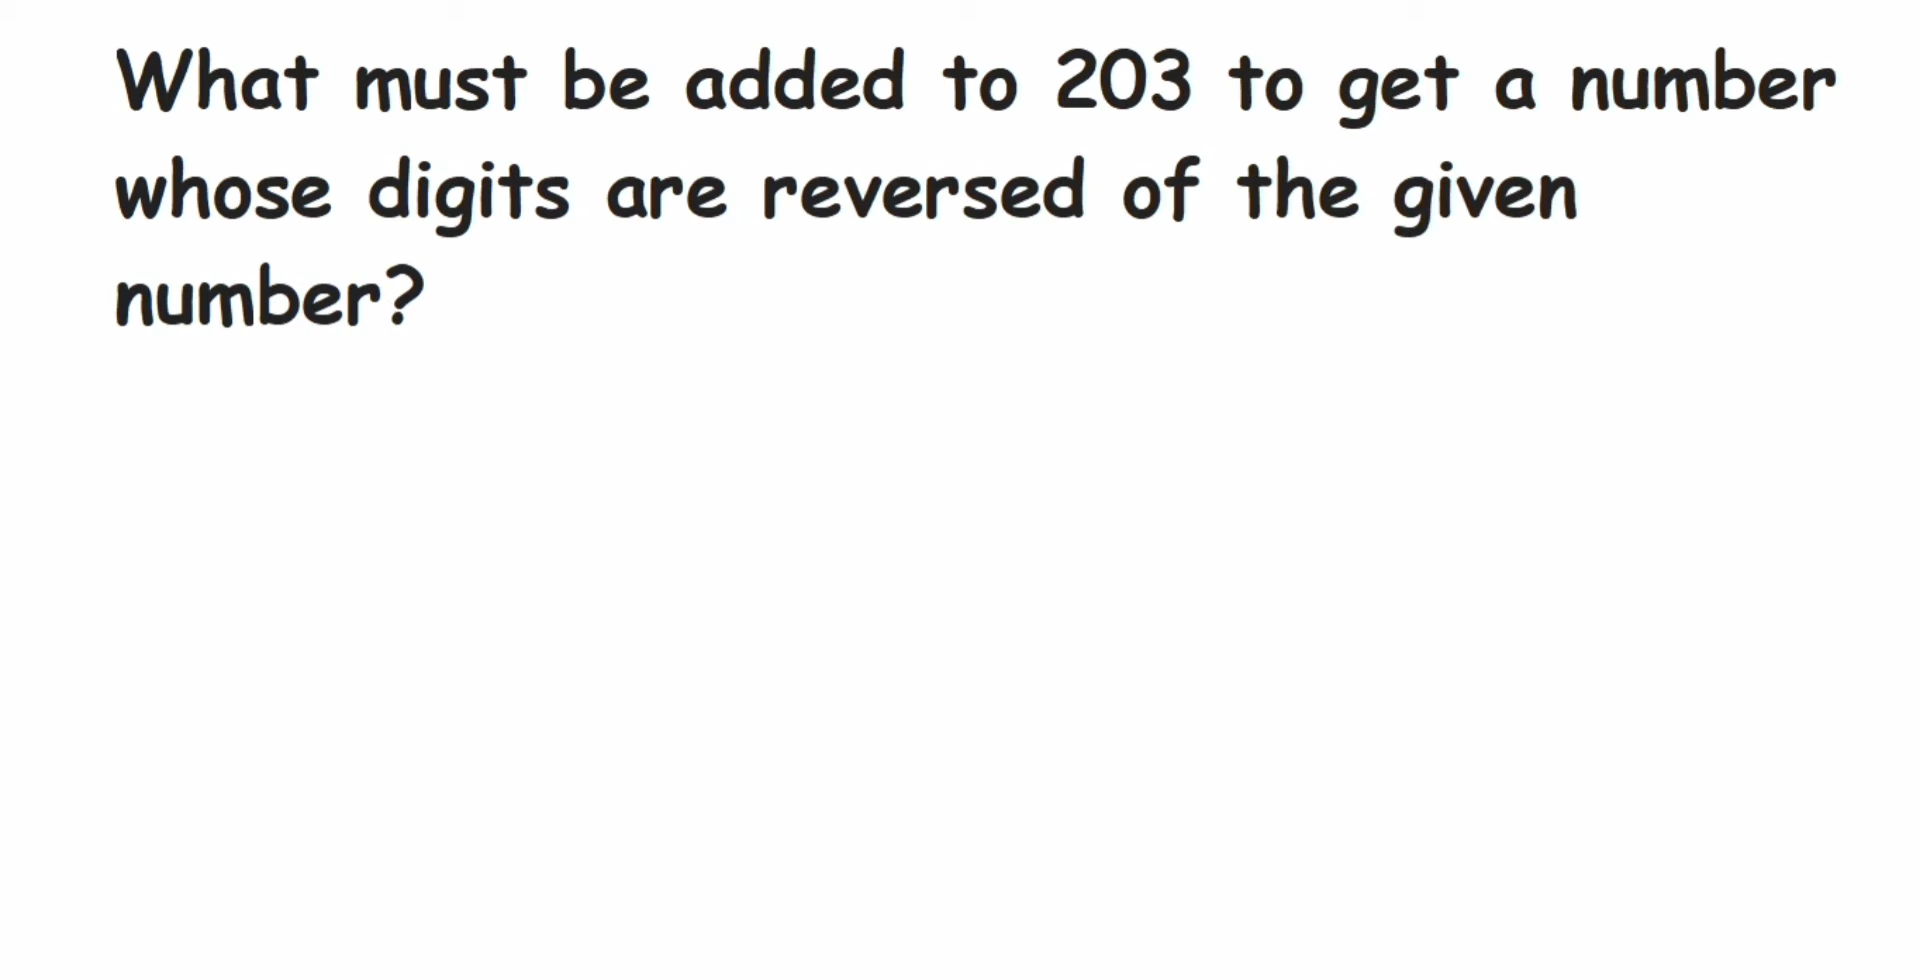 What must be added to 203 to get a number
whose digits are reversed of the given
number?